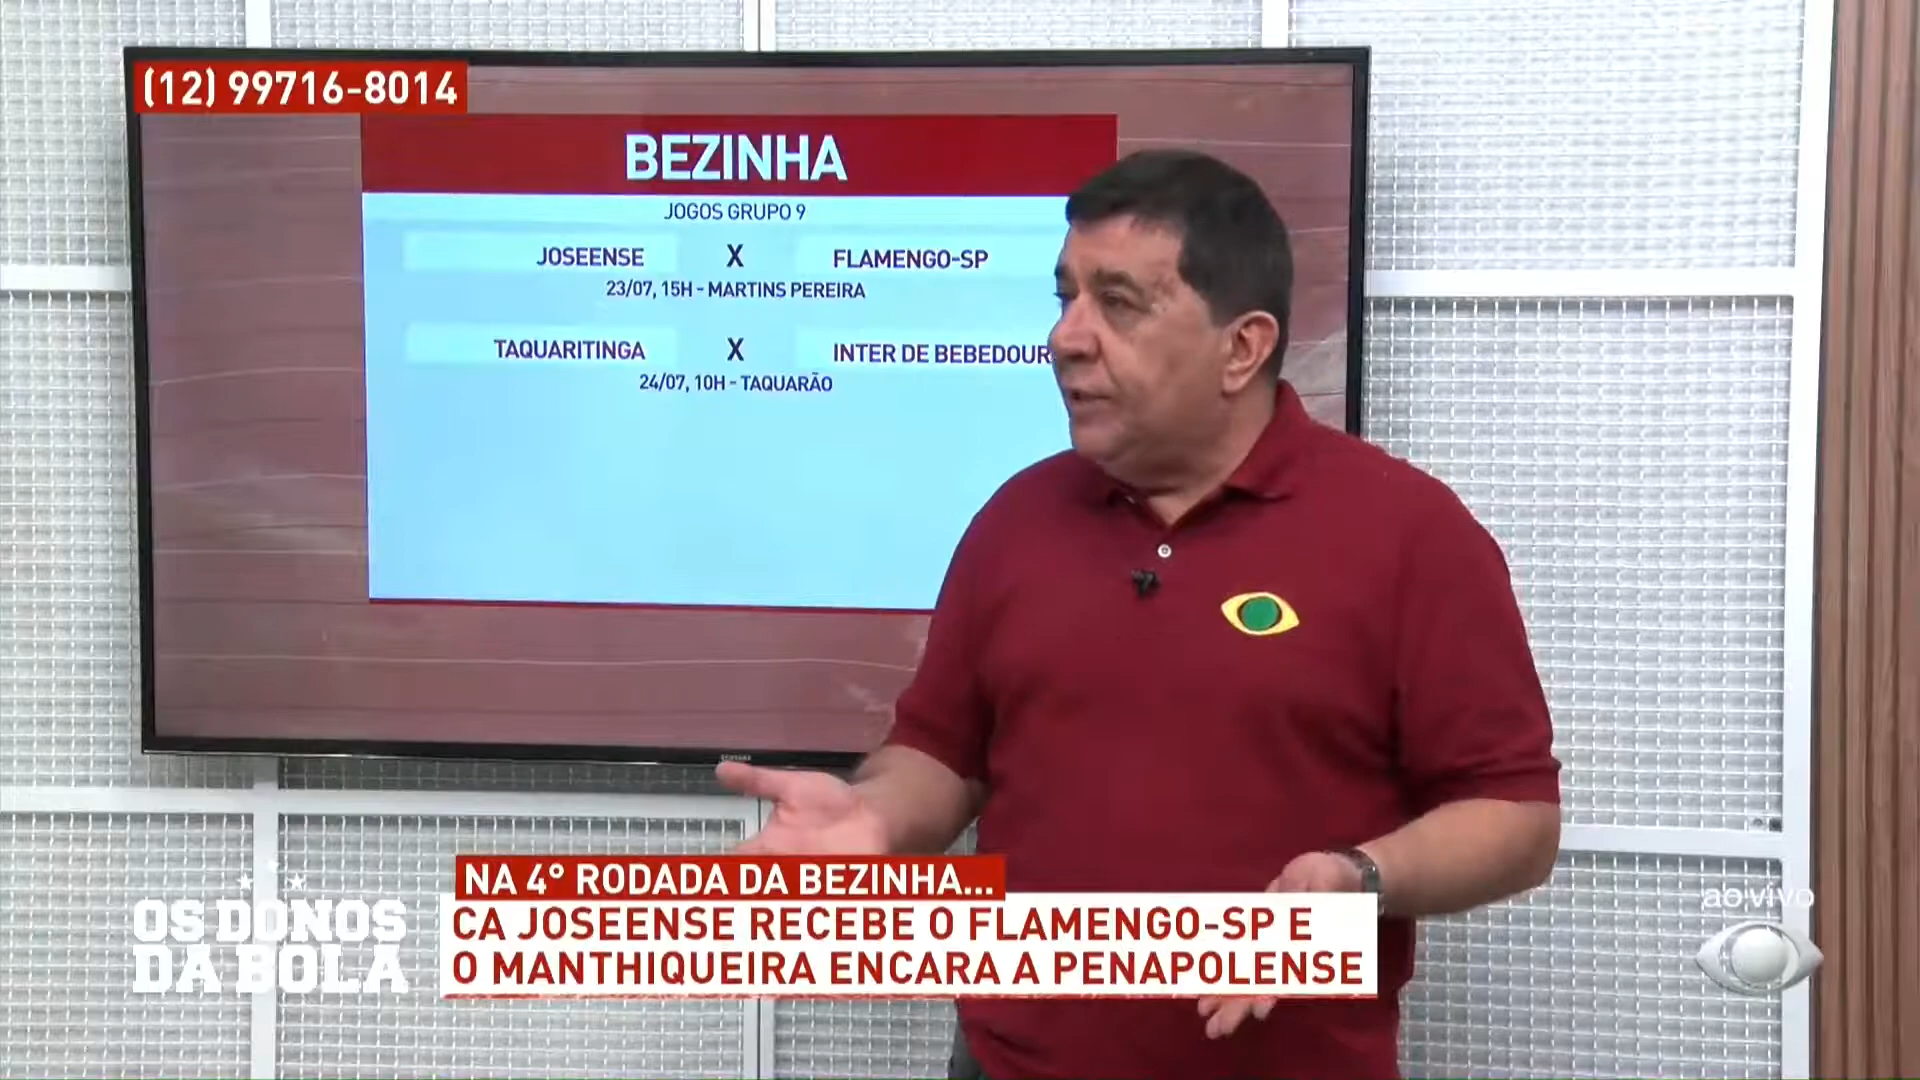 (12) 99716-8014
BEZINHA
JOGOS GRUPO 9
JOSEENSE X FLAMENGO-SP
23/07, 15H - MARTINS PEREIRA
TAQUARITINGA X INTER DE BEBEDOUR
24/07, 10H - TAQUARÃO
NA 4° RODADA DA BEZINHA...
CA JOSEENSE RECEBE O FLAMENGO-SP E
O MANTHIQUEIRA ENCARA A PENAPOLENSE
OS DONOS
DA BOLA
ao vivo